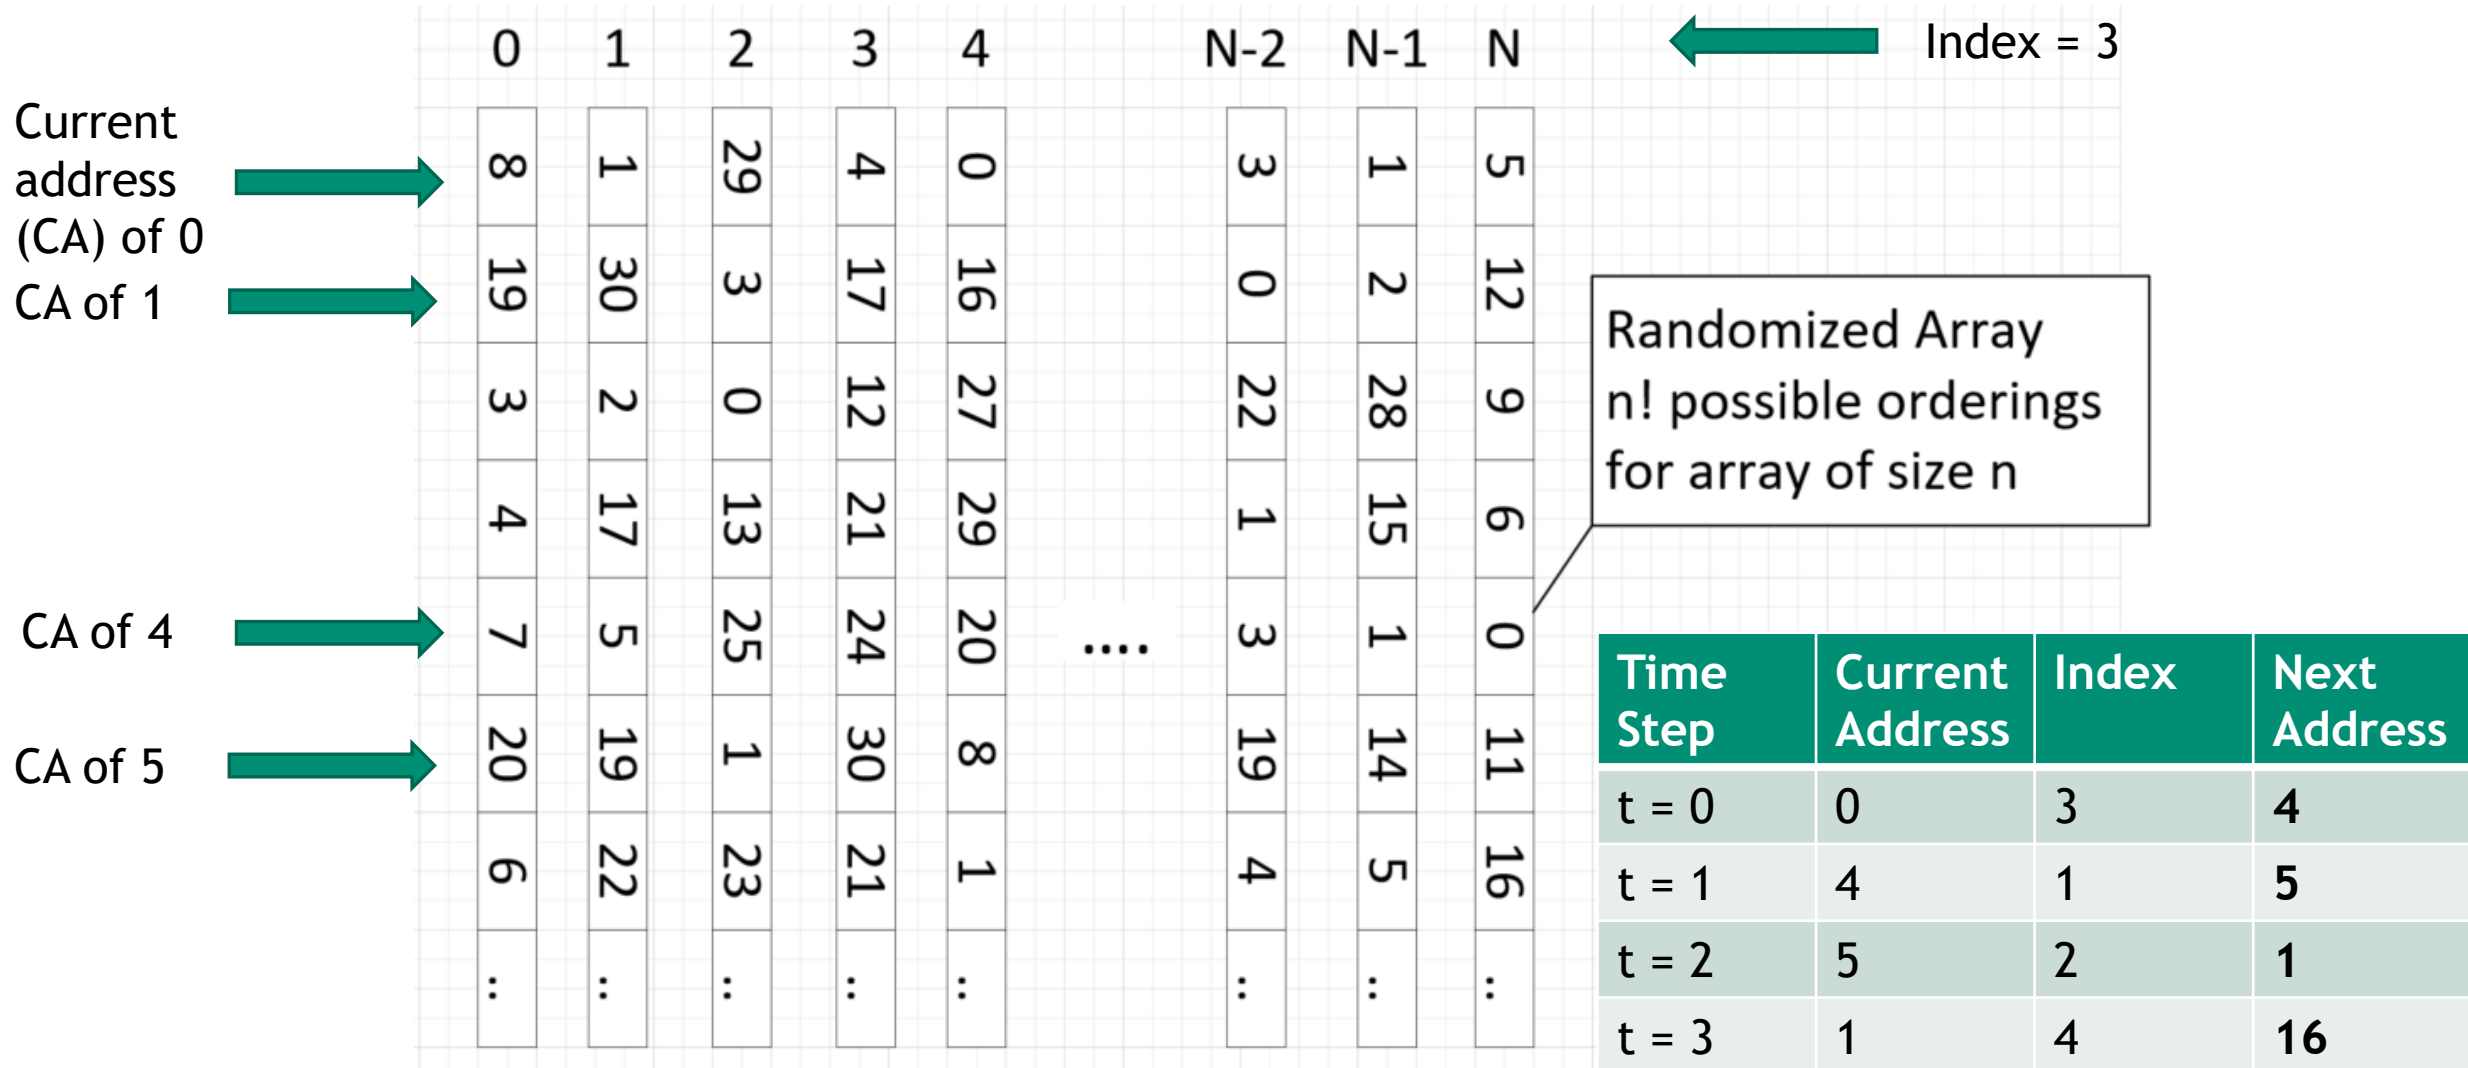 0 1 2 3 4 N-2 N-1 N
Index = 3
Current
address
(CA) of 0
CA of 1
CA of 4
CA of 5
8 1 29 4 0 3 1 5
19 30 3 17 16 0 2 12
3 2 0 12 27 22 28 9
4 17 13 21 29 1 15 6
7 5 25 24 20 .... 3 1 0
20 19 1 30 8 19 14 11
6 22 23 21 1 4 5 16
.. .. .. .. .. .. .. ..
Randomized Array
n! possible orderings
for array of size n
Time Step Current Address Index Next Address
t = 0 0 3 4
t = 1 4 1 5
t = 2 5 2 1
t = 3 1 4 16